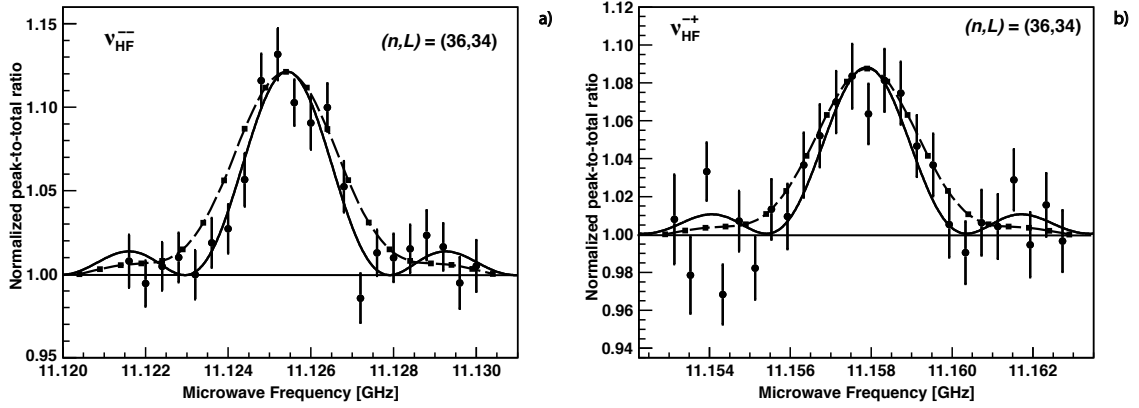 a)
ν_HF^−−
(n,L) = (36,34)
Normalized peak-to-total ratio
1.15
1.10
1.05
1.00
0.95
11.120 11.122 11.124 11.126 11.128 11.130
Microwave Frequency [GHz]
b)
ν_HF^−+
(n,L) = (36,34)
Normalized peak-to-total ratio
1.12
1.10
1.08
1.06
1.04
1.02
1.00
0.98
0.96
0.94
11.154 11.156 11.158 11.160 11.162
Microwave Frequency [GHz]